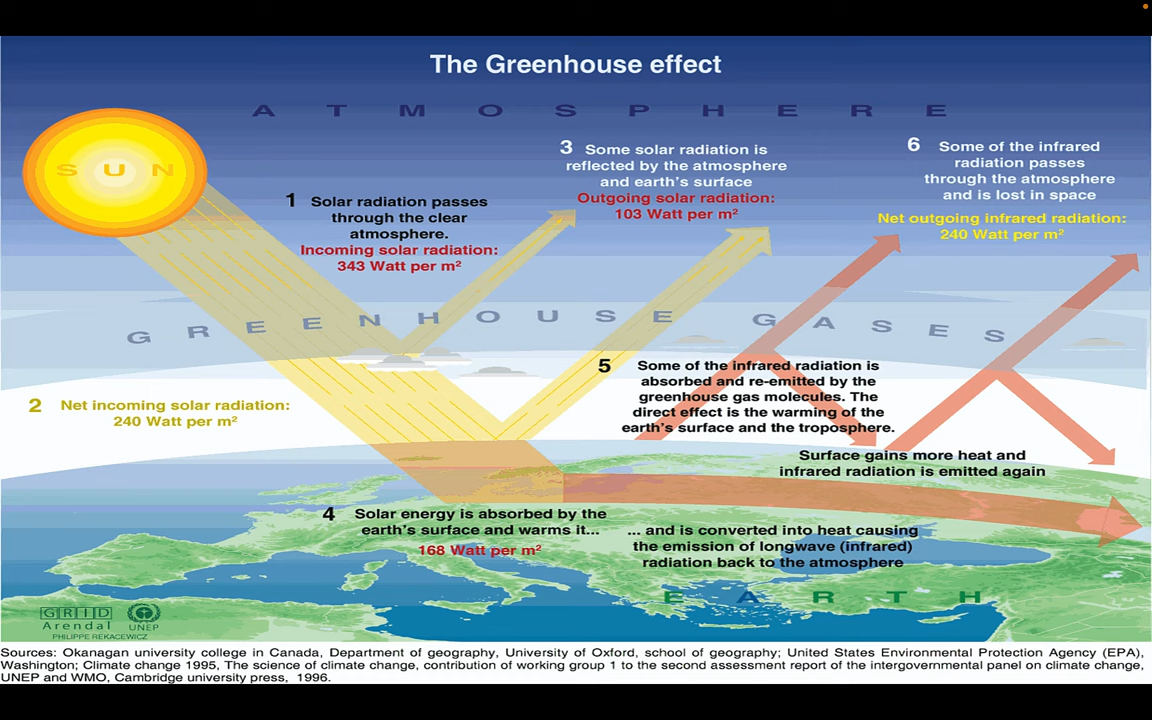 The Greenhouse effect
ATMOSPHERE
SUN
1 Solar radiation passes
through the clear
atmosphere.
Incoming solar radiation:
343 Watt per m²
3 Some solar radiation is
reflected by the atmosphere
and earth's surface
Outgoing solar radiation:
103 Watt per m²
6 Some of the infrared
radiation passes
through the atmosphere
and is lost in space
Net outgoing infrared radiation:
240 Watt per m²
GREENHOUSE GASES
2 Net incoming solar radiation:
240 Watt per m²
5 Some of the infrared radiation is
absorbed and re-emitted by the
greenhouse gas molecules. The
direct effect is the warming of the
earth's surface and the troposphere.
Surface gains more heat and
infrared radiation is emitted again
4 Solar energy is absorbed by the
earth's surface and warms it...
168 Watt per m²
... and is converted into heat causing
the emission of longwave (infrared)
radiation back to the atmosphere
EARTH
GRID
Arendal
UNEP
PHILIPPE REKACEWICZ
Sources: Okanagan university college in Canada, Department of geography, University of Oxford, school of geography; United States Environmental Protection Agency (EPA),
Washington; Climate change 1995, The science of climate change, contribution of working group 1 to the second assessment report of the intergovernmental panel on climate change,
UNEP and WMO, Cambridge university press, 1996.